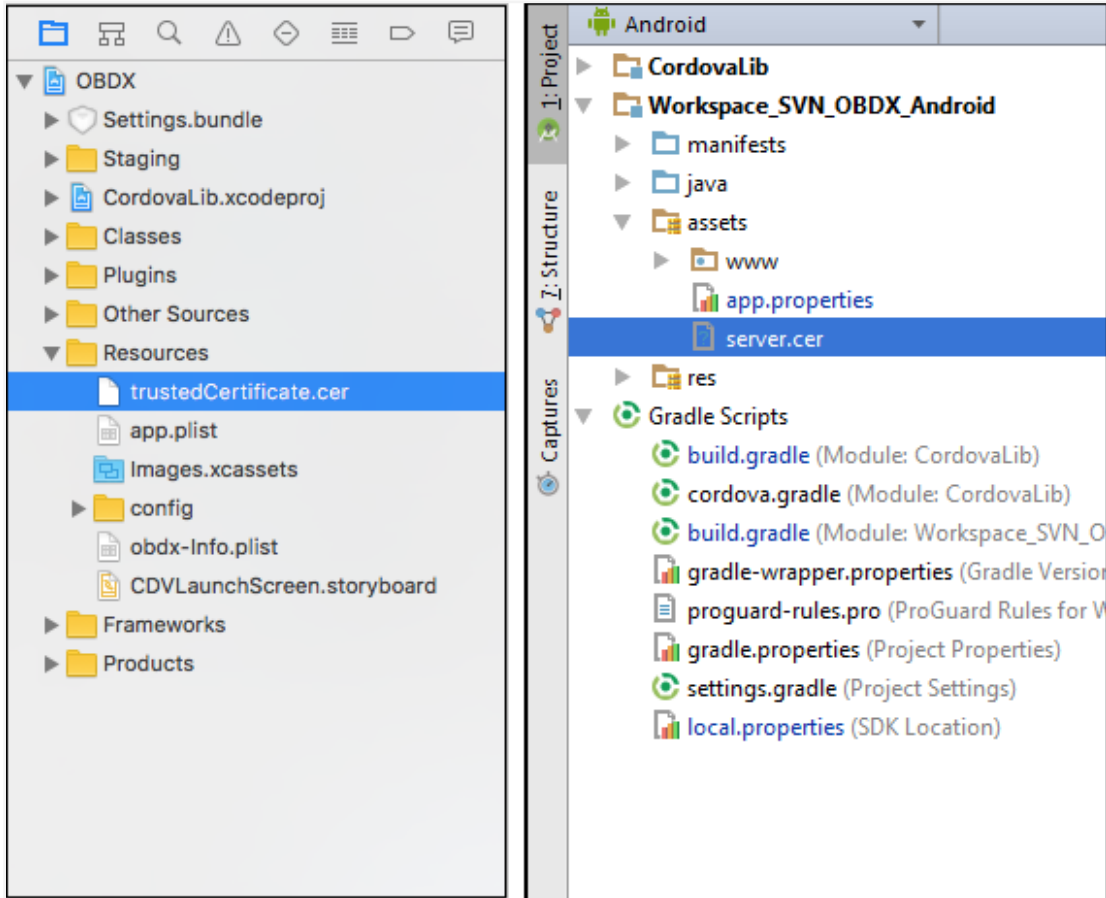 OBDX
Settings.bundle
Staging
CordovaLib.xcodeproj
Classes
Plugins
Other Sources
Resources
trustedCertificate.cer
app.plist
Images.xcassets
config
obdx-Info.plist
CDVLaunchScreen.storyboard
Frameworks
Products
1: Project
7: Structure
Captures
Android
CordovaLib
Workspace_SVN_OBDX_Android
manifests
java
assets
www
app.properties
server.cer
res
Gradle Scripts
build.gradle (Module: CordovaLib)
cordova.gradle (Module: CordovaLib)
build.gradle (Module: Workspace_SVN_O
gradle-wrapper.properties (Gradle Version
proguard-rules.pro (ProGuard Rules for W
gradle.properties (Project Properties)
settings.gradle (Project Settings)
local.properties (SDK Location)